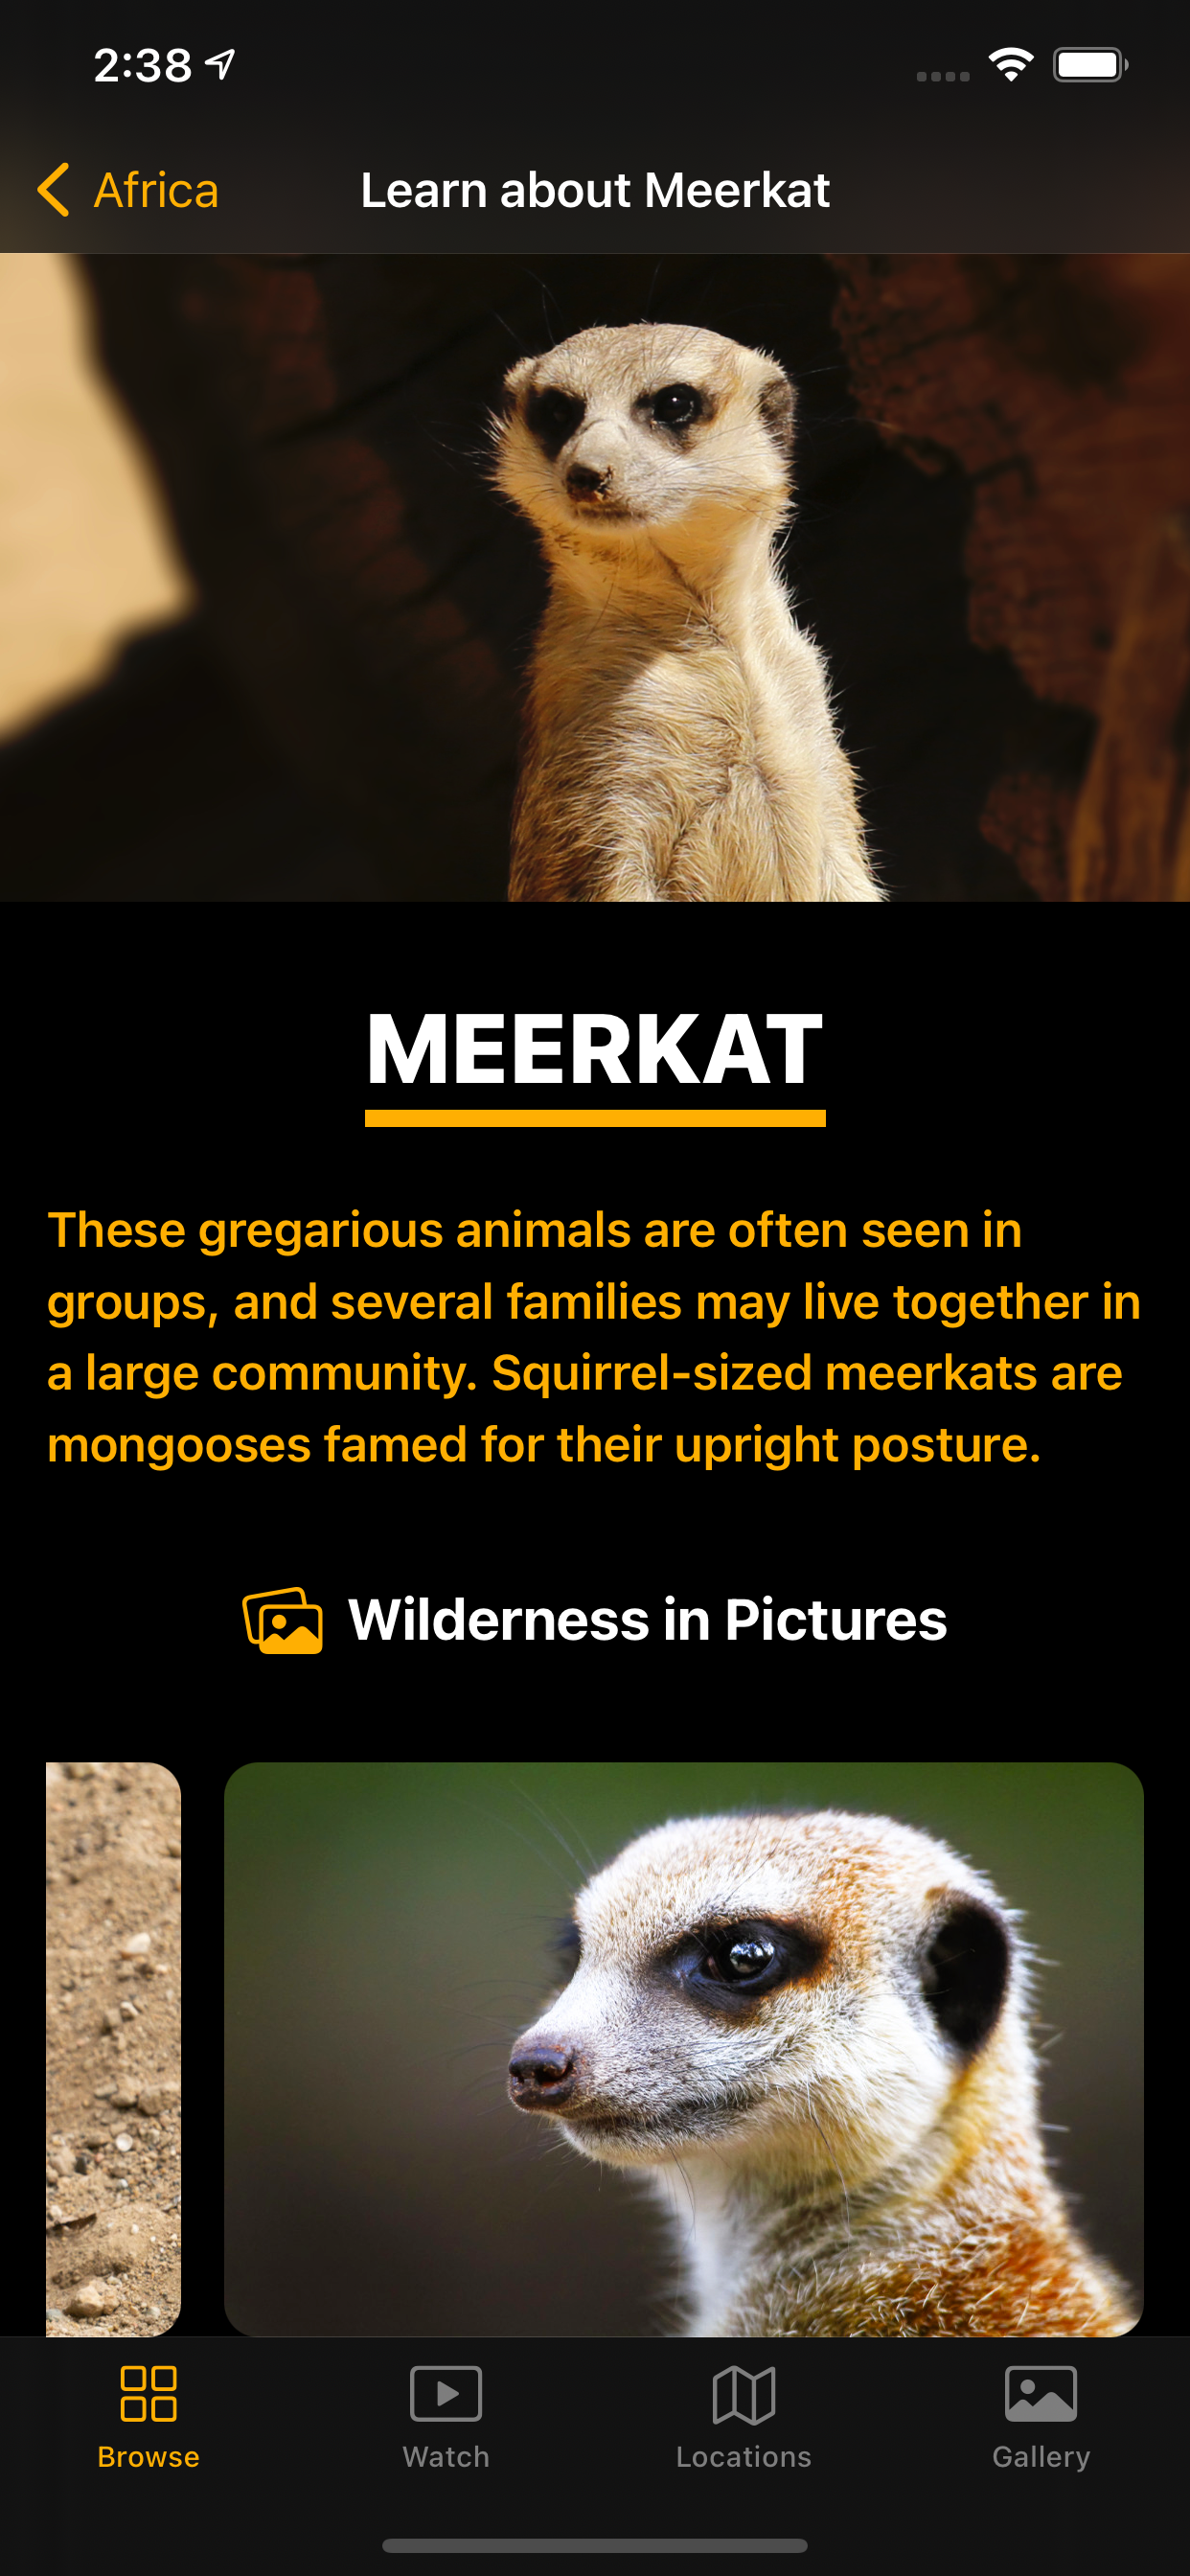 2:38
Africa
Learn about Meerkat
MEERKAT
These gregarious animals are often seen in
groups, and several families may live together in
a large community. Squirrel-sized meerkats are
mongooses famed for their upright posture.
Wilderness in Pictures
Browse
Watch
Locations
Gallery